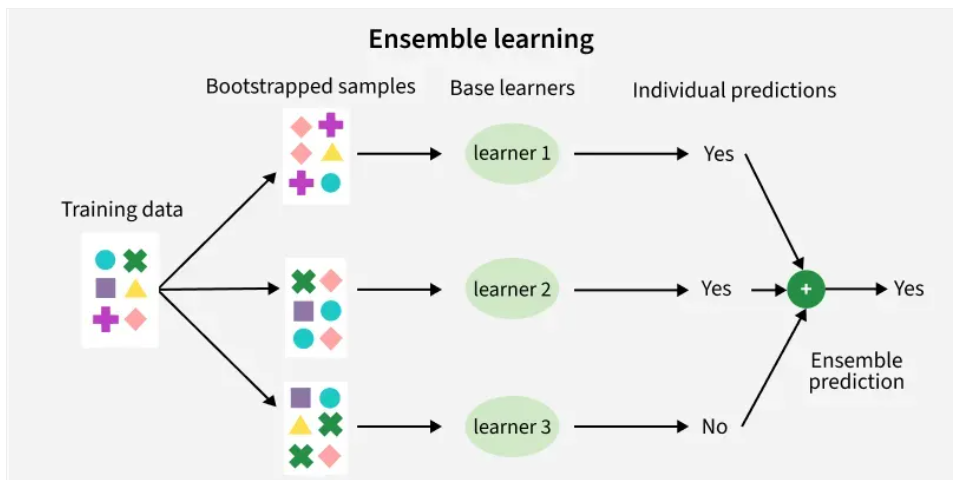 Ensemble learning
Bootstrapped samples
Base learners
Individual predictions
learner 1
Yes
Training data
learner 2
Yes
+
Yes
Ensemble
prediction
learner 3
No